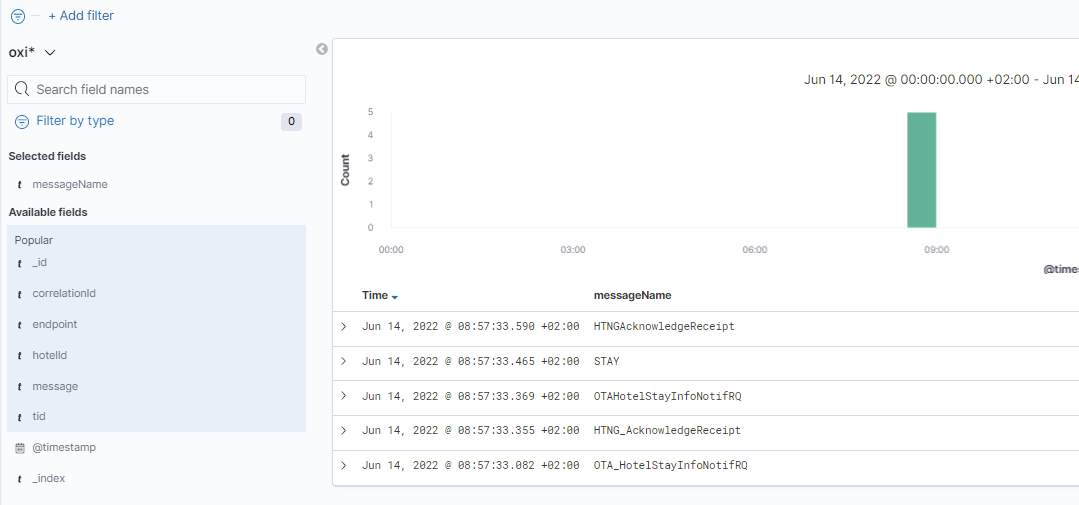 + Add filter
oxi*
Search field names
Filter by type 0
Selected fields
t messageName
Available fields
Popular
t _id
t correlationId
t endpoint
t hotelId
t message
t tid
@timestamp
t _index
Jun 14, 2022 @ 00:00:00.000 +02:00 - Jun 14
Count
5
4
3
2
1
0
00:00 03:00 06:00 09:00
@times
Time messageName
Jun 14, 2022 @ 08:57:33.590 +02:00 HTNGAcknowledgeReceipt
Jun 14, 2022 @ 08:57:33.465 +02:00 STAY
Jun 14, 2022 @ 08:57:33.369 +02:00 OTAHotelStayInfoNotifRQ
Jun 14, 2022 @ 08:57:33.355 +02:00 HTNG_AcknowledgeReceipt
Jun 14, 2022 @ 08:57:33.082 +02:00 OTA_HotelStayInfoNotifRQ